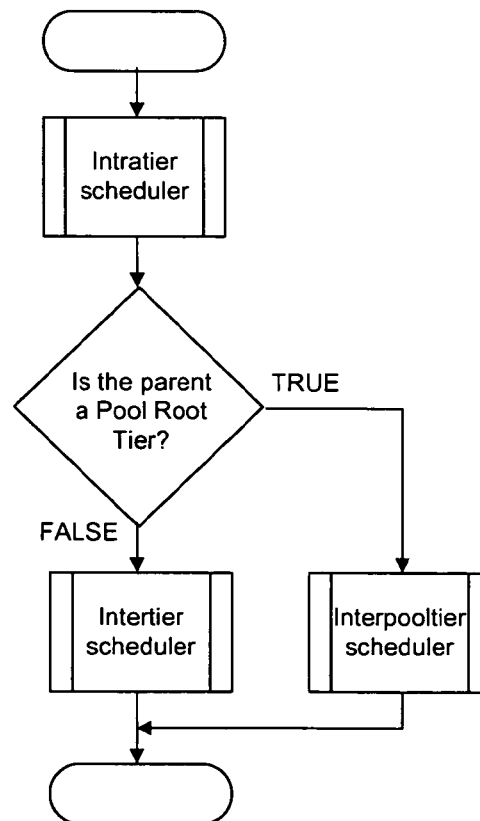 Intratier
scheduler
Is the parent
a Pool Root
Tier?
TRUE
FALSE
Intertier
scheduler
Interpooltier
scheduler